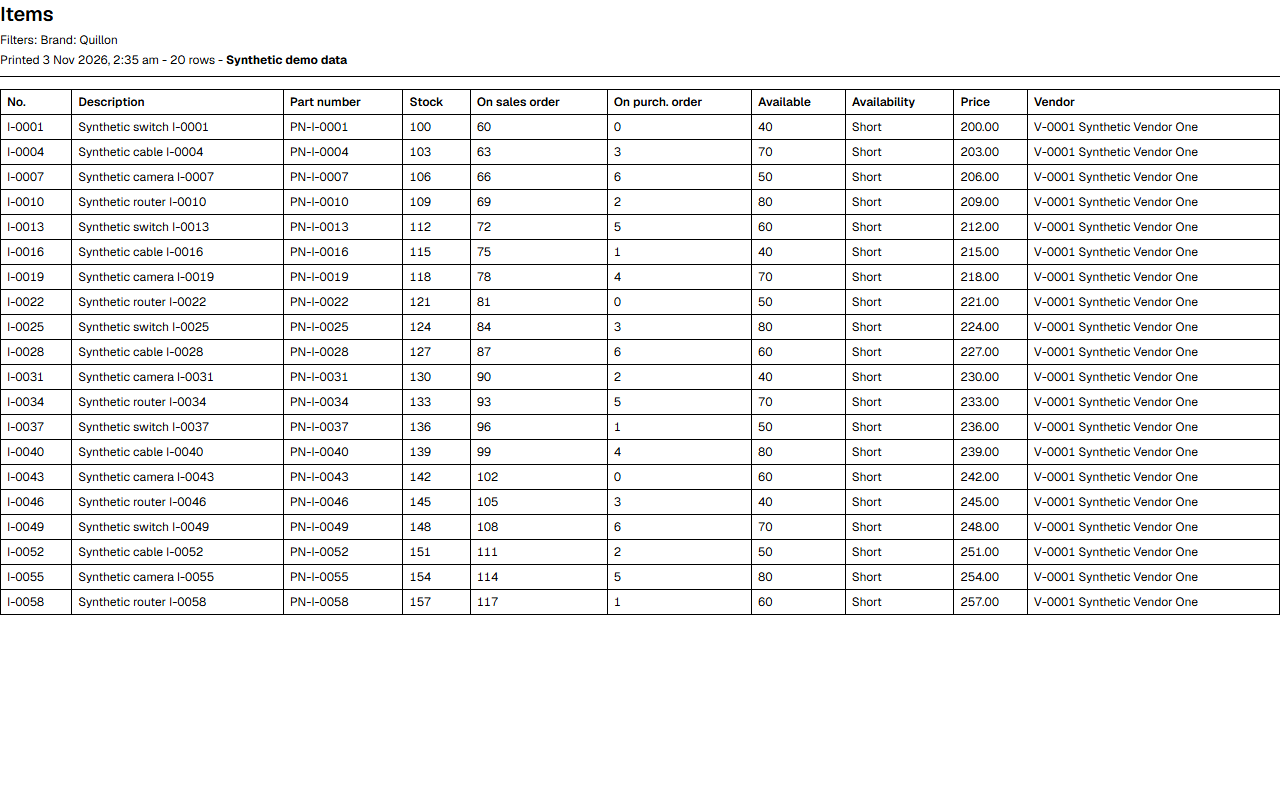 Items
Filters: Brand: Quillon
Printed 3 Nov 2026, 2:35 am - 20 rows - Synthetic demo data
No. Description Part number Stock On sales order On purch. order Available Availability Price Vendor
I-0001 Synthetic switch I-0001 PN-I-0001 100 60 0 40 Short 200.00 V-0001 Synthetic Vendor One
I-0004 Synthetic cable I-0004 PN-I-0004 103 63 3 70 Short 203.00 V-0001 Synthetic Vendor One
I-0007 Synthetic camera I-0007 PN-I-0007 106 66 6 50 Short 206.00 V-0001 Synthetic Vendor One
I-0010 Synthetic router I-0010 PN-I-0010 109 69 2 80 Short 209.00 V-0001 Synthetic Vendor One
I-0013 Synthetic switch I-0013 PN-I-0013 112 72 5 60 Short 212.00 V-0001 Synthetic Vendor One
I-0016 Synthetic cable I-0016 PN-I-0016 115 75 1 40 Short 215.00 V-0001 Synthetic Vendor One
I-0019 Synthetic camera I-0019 PN-I-0019 118 78 4 70 Short 218.00 V-0001 Synthetic Vendor One
I-0022 Synthetic router I-0022 PN-I-0022 121 81 0 50 Short 221.00 V-0001 Synthetic Vendor One
I-0025 Synthetic switch I-0025 PN-I-0025 124 84 3 80 Short 224.00 V-0001 Synthetic Vendor One
I-0028 Synthetic cable I-0028 PN-I-0028 127 87 6 60 Short 227.00 V-0001 Synthetic Vendor One
I-0031 Synthetic camera I-0031 PN-I-0031 130 90 2 40 Short 230.00 V-0001 Synthetic Vendor One
I-0034 Synthetic router I-0034 PN-I-0034 133 93 5 70 Short 233.00 V-0001 Synthetic Vendor One
I-0037 Synthetic switch I-0037 PN-I-0037 136 96 1 50 Short 236.00 V-0001 Synthetic Vendor One
I-0040 Synthetic cable I-0040 PN-I-0040 139 99 4 80 Short 239.00 V-0001 Synthetic Vendor One
I-0043 Synthetic camera I-0043 PN-I-0043 142 102 0 60 Short 242.00 V-0001 Synthetic Vendor One
I-0046 Synthetic router I-0046 PN-I-0046 145 105 3 40 Short 245.00 V-0001 Synthetic Vendor One
I-0049 Synthetic switch I-0049 PN-I-0049 148 108 6 70 Short 248.00 V-0001 Synthetic Vendor One
I-0052 Synthetic cable I-0052 PN-I-0052 151 111 2 50 Short 251.00 V-0001 Synthetic Vendor One
I-0055 Synthetic camera I-0055 PN-I-0055 154 114 5 80 Short 254.00 V-0001 Synthetic Vendor One
I-0058 Synthetic router I-0058 PN-I-0058 157 117 1 60 Short 257.00 V-0001 Synthetic Vendor One